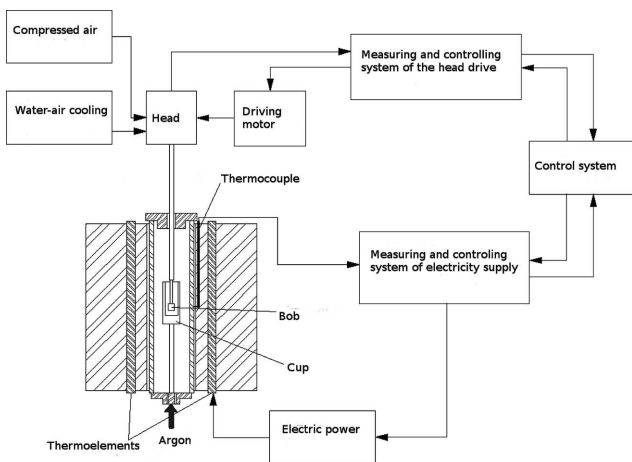 Compressed air
Measuring and controlling
system of the head drive
Water-air cooling
Head
Driving
motor
Control system
Thermocouple
Measuring and controling
system of electricity supply
Bob
Cup
Thermoelements
Argon
Electric power